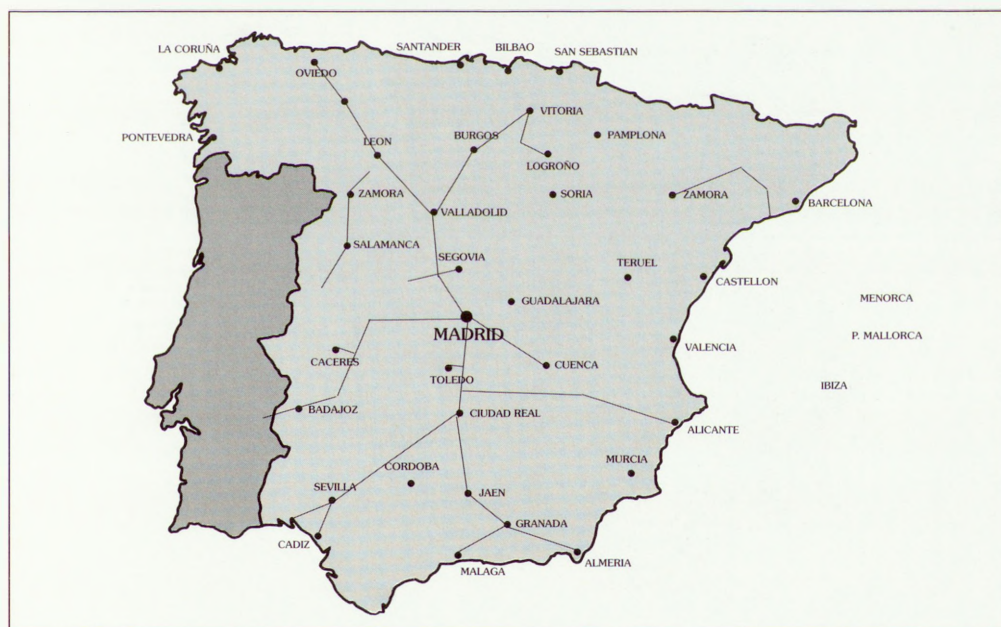 LA CORUÑA
SANTANDER
BILBAO
SAN SEBASTIAN
OVIEDO
VITORIA
PONTEVEDRA
LEON
BURGOS
PAMPLONA
LOGROÑO
ZAMORA
SORIA
ZAMORA
BARCELONA
VALLADOLID
SALAMANCA
SEGOVIA
TERUEL
CASTELLON
GUADALAJARA
MENORCA
MADRID
P. MALLORCA
VALENCIA
CACERES
TOLEDO
CUENCA
IBIZA
BADAJOZ
CIUDAD REAL
ALICANTE
MURCIA
CORDOBA
SEVILLA
JAEN
GRANADA
CADIZ
MALAGA
ALMERIA